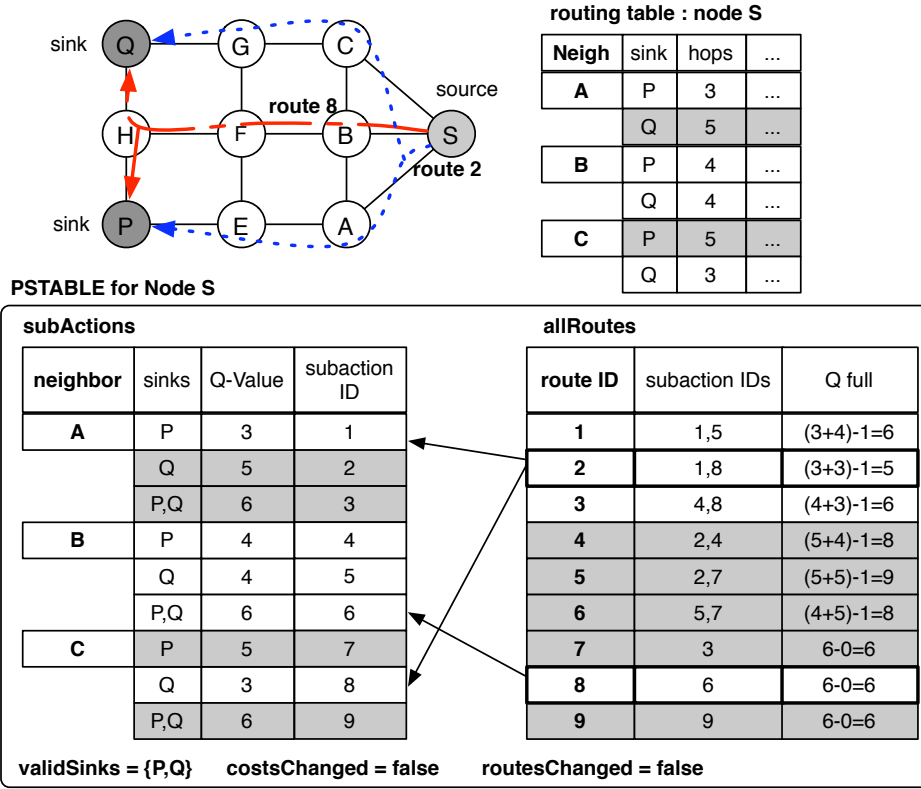 routing table : node S
Neigh sink hops ...
A P 3 ...
Q 5 ...
B P 4 ...
Q 4 ...
C P 5 ...
Q 3 ...
Q G C
sink
source
route 8
H F B S
route 2
sink
P E A
PSTABLE for Node S
subActions
neighbor sinks Q-Value subaction ID
A P 3 1
Q 5 2
P,Q 6 3
B P 4 4
Q 4 5
P,Q 6 6
C P 5 7
Q 3 8
P,Q 6 9
allRoutes
route ID subaction IDs Q full
1 1,5 (3+4)-1=6
2 1,8 (3+3)-1=5
3 4,8 (4+3)-1=6
4 2,4 (5+4)-1=8
5 2,7 (5+5)-1=9
6 5,7 (4+5)-1=8
7 3 6-0=6
8 6 6-0=6
9 9 6-0=6
validSinks = {P,Q} costsChanged = false routesChanged = false